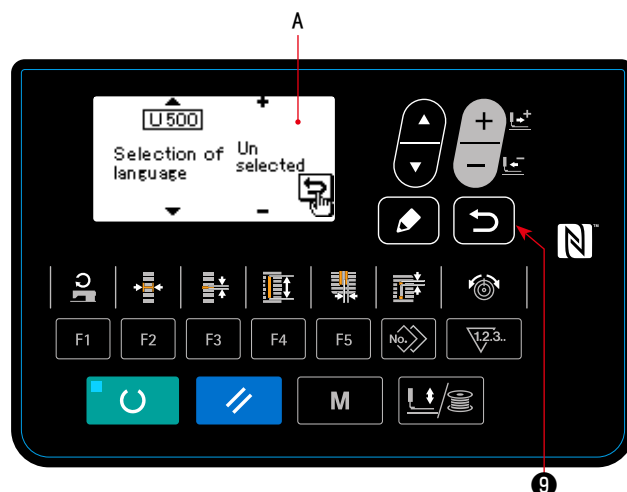 A
U500
Selection of
language
Un
selected
F1
F2
F3
F4
F5
No.
1.2.3..
M
9